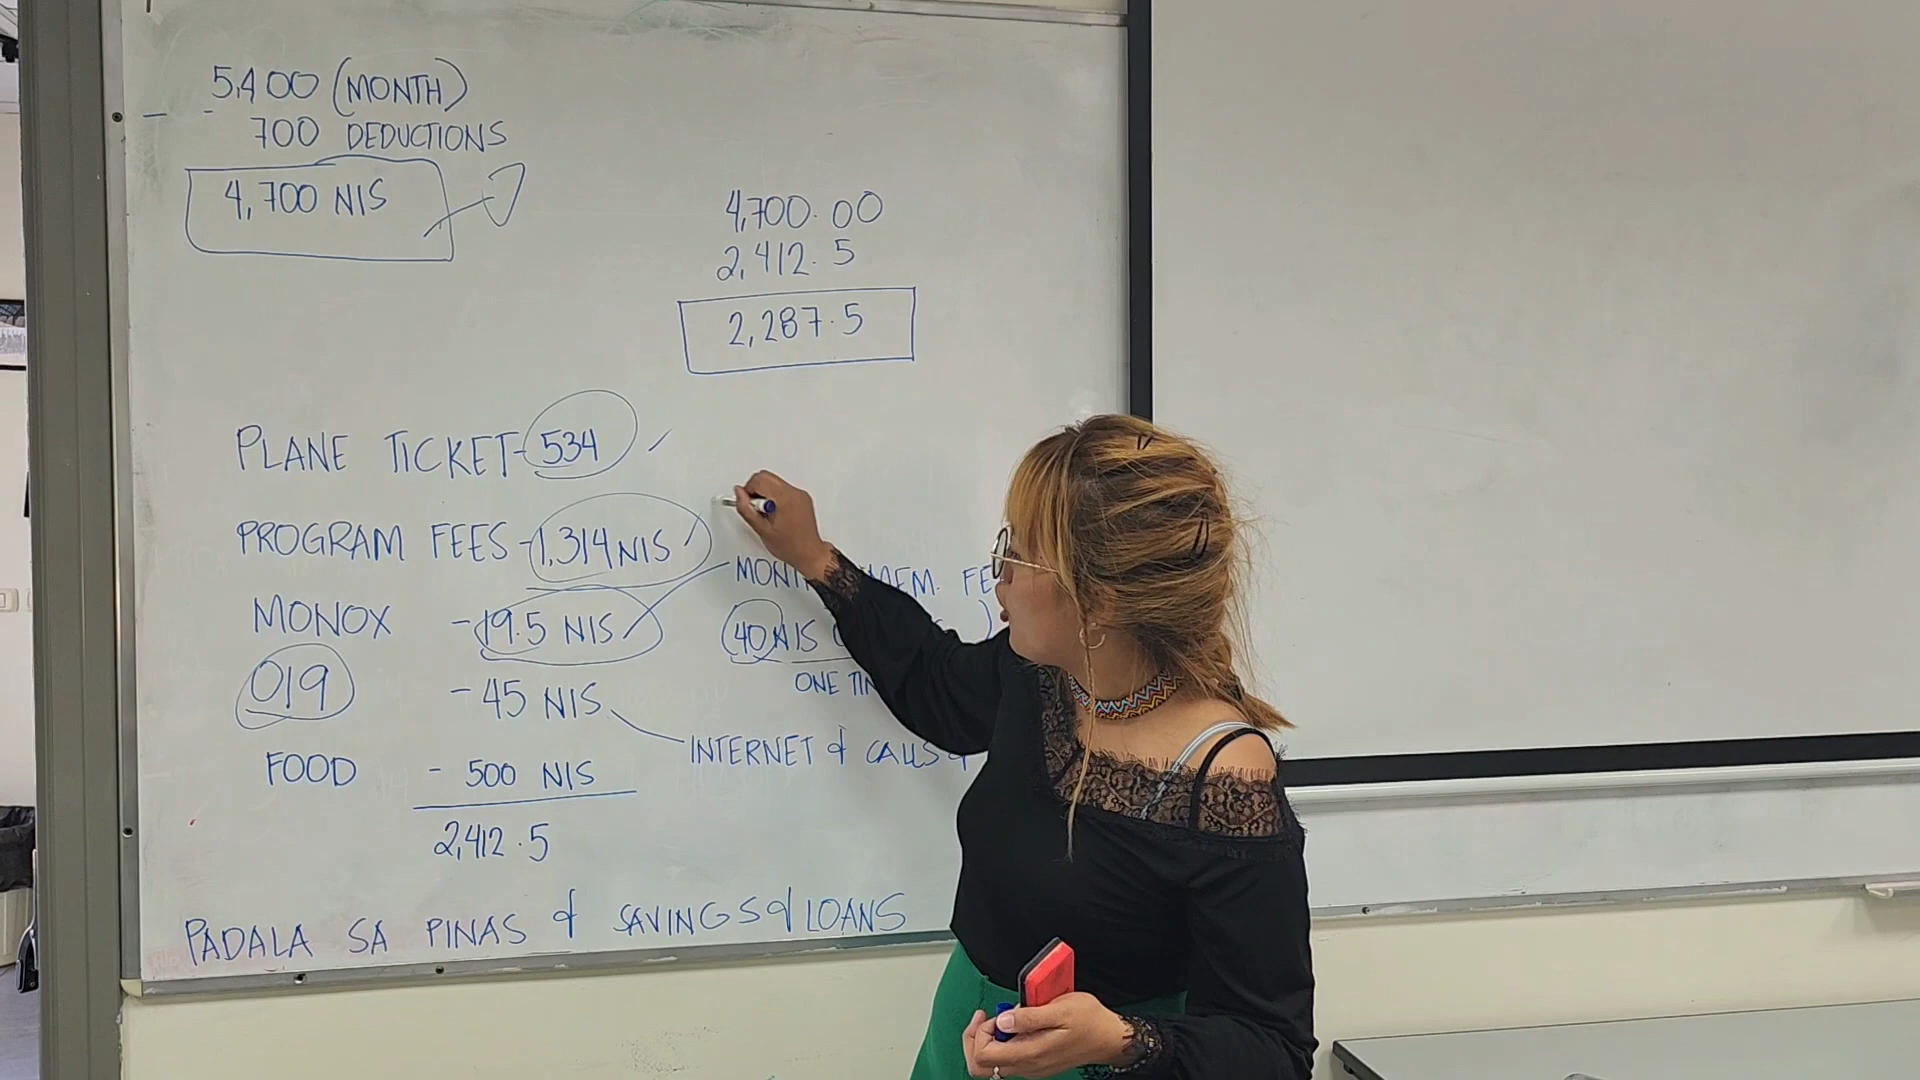 5,400 (MONTH)
- 700 DEDUCTIONS
4,700 NIS
4,700.00
2,412.5
2,287.5
PLANE TICKET - 534
PROGRAM FEES - 1,314 NIS
MONOX - 19.5 NIS
MEM. FE
40 NIS
ONE
019 - 45 NIS
INTERNET & CALLS &
FOOD - 500 NIS
2,412.5
PADALA SA PINAS & SAVINGS & LOANS